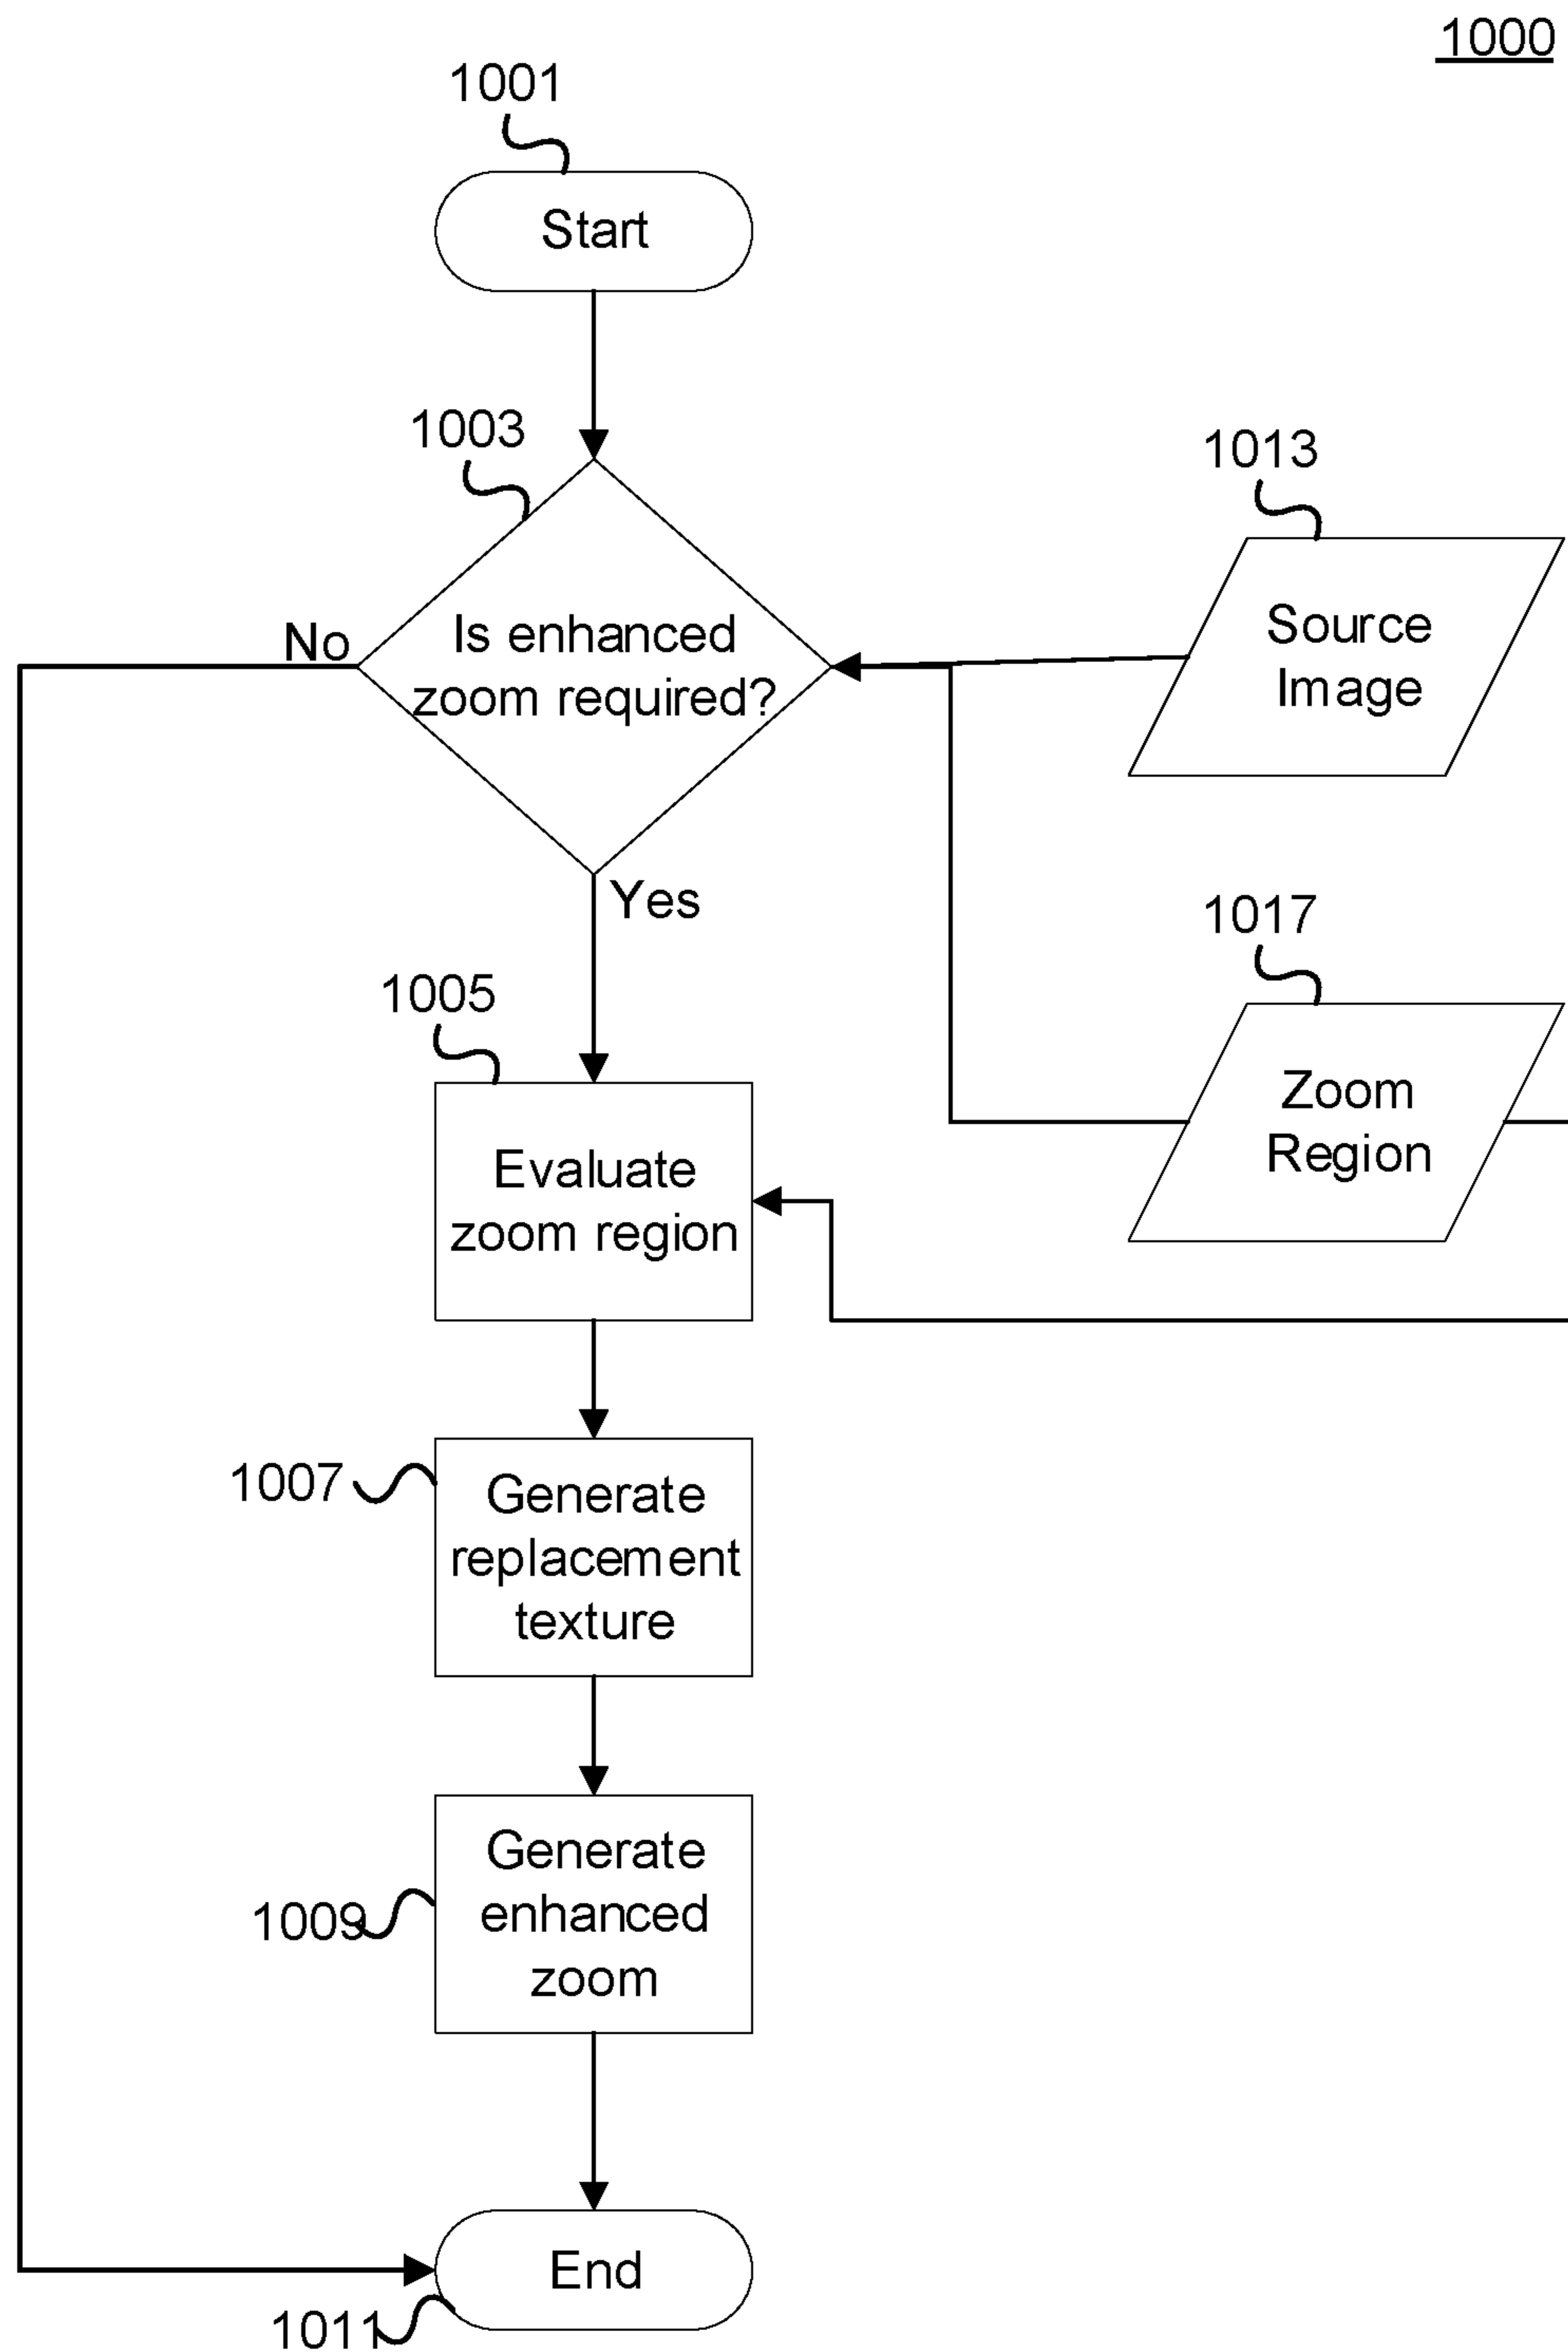 1000
1001
Start
1003
1013
No
Is enhanced
zoom required?
Source
Image
Yes
1017
1005
Zoom
Region
Evaluate
zoom region
1007
Generate
replacement
texture
Generate
enhanced
zoom
1009
End
1011